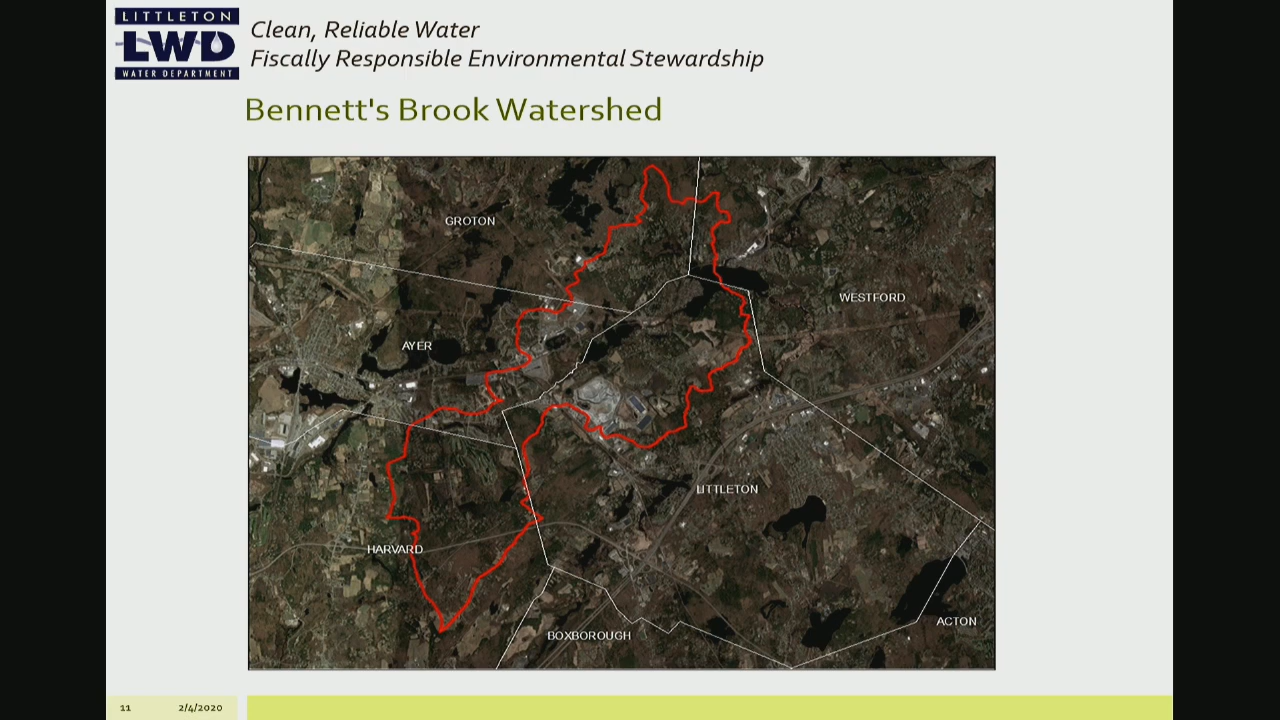 LITTLETON
LWD
WATER DEPARTMENT
Clean, Reliable Water
Fiscally Responsible Environmental Stewardship
Bennett's Brook Watershed
GROTON
WESTFORD
AYER
LITTLETON
HARVARD
ACTON
BOXBOROUGH
11 2/4/2020